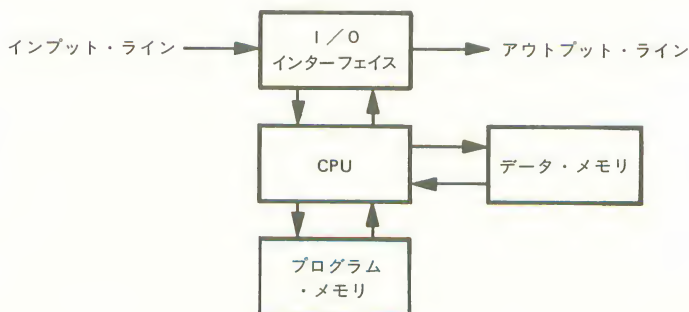 インプット・ライン
I／O
インターフェイス
アウトプット・ライン
CPU
データ・メモリ
プログラム
・メモリ